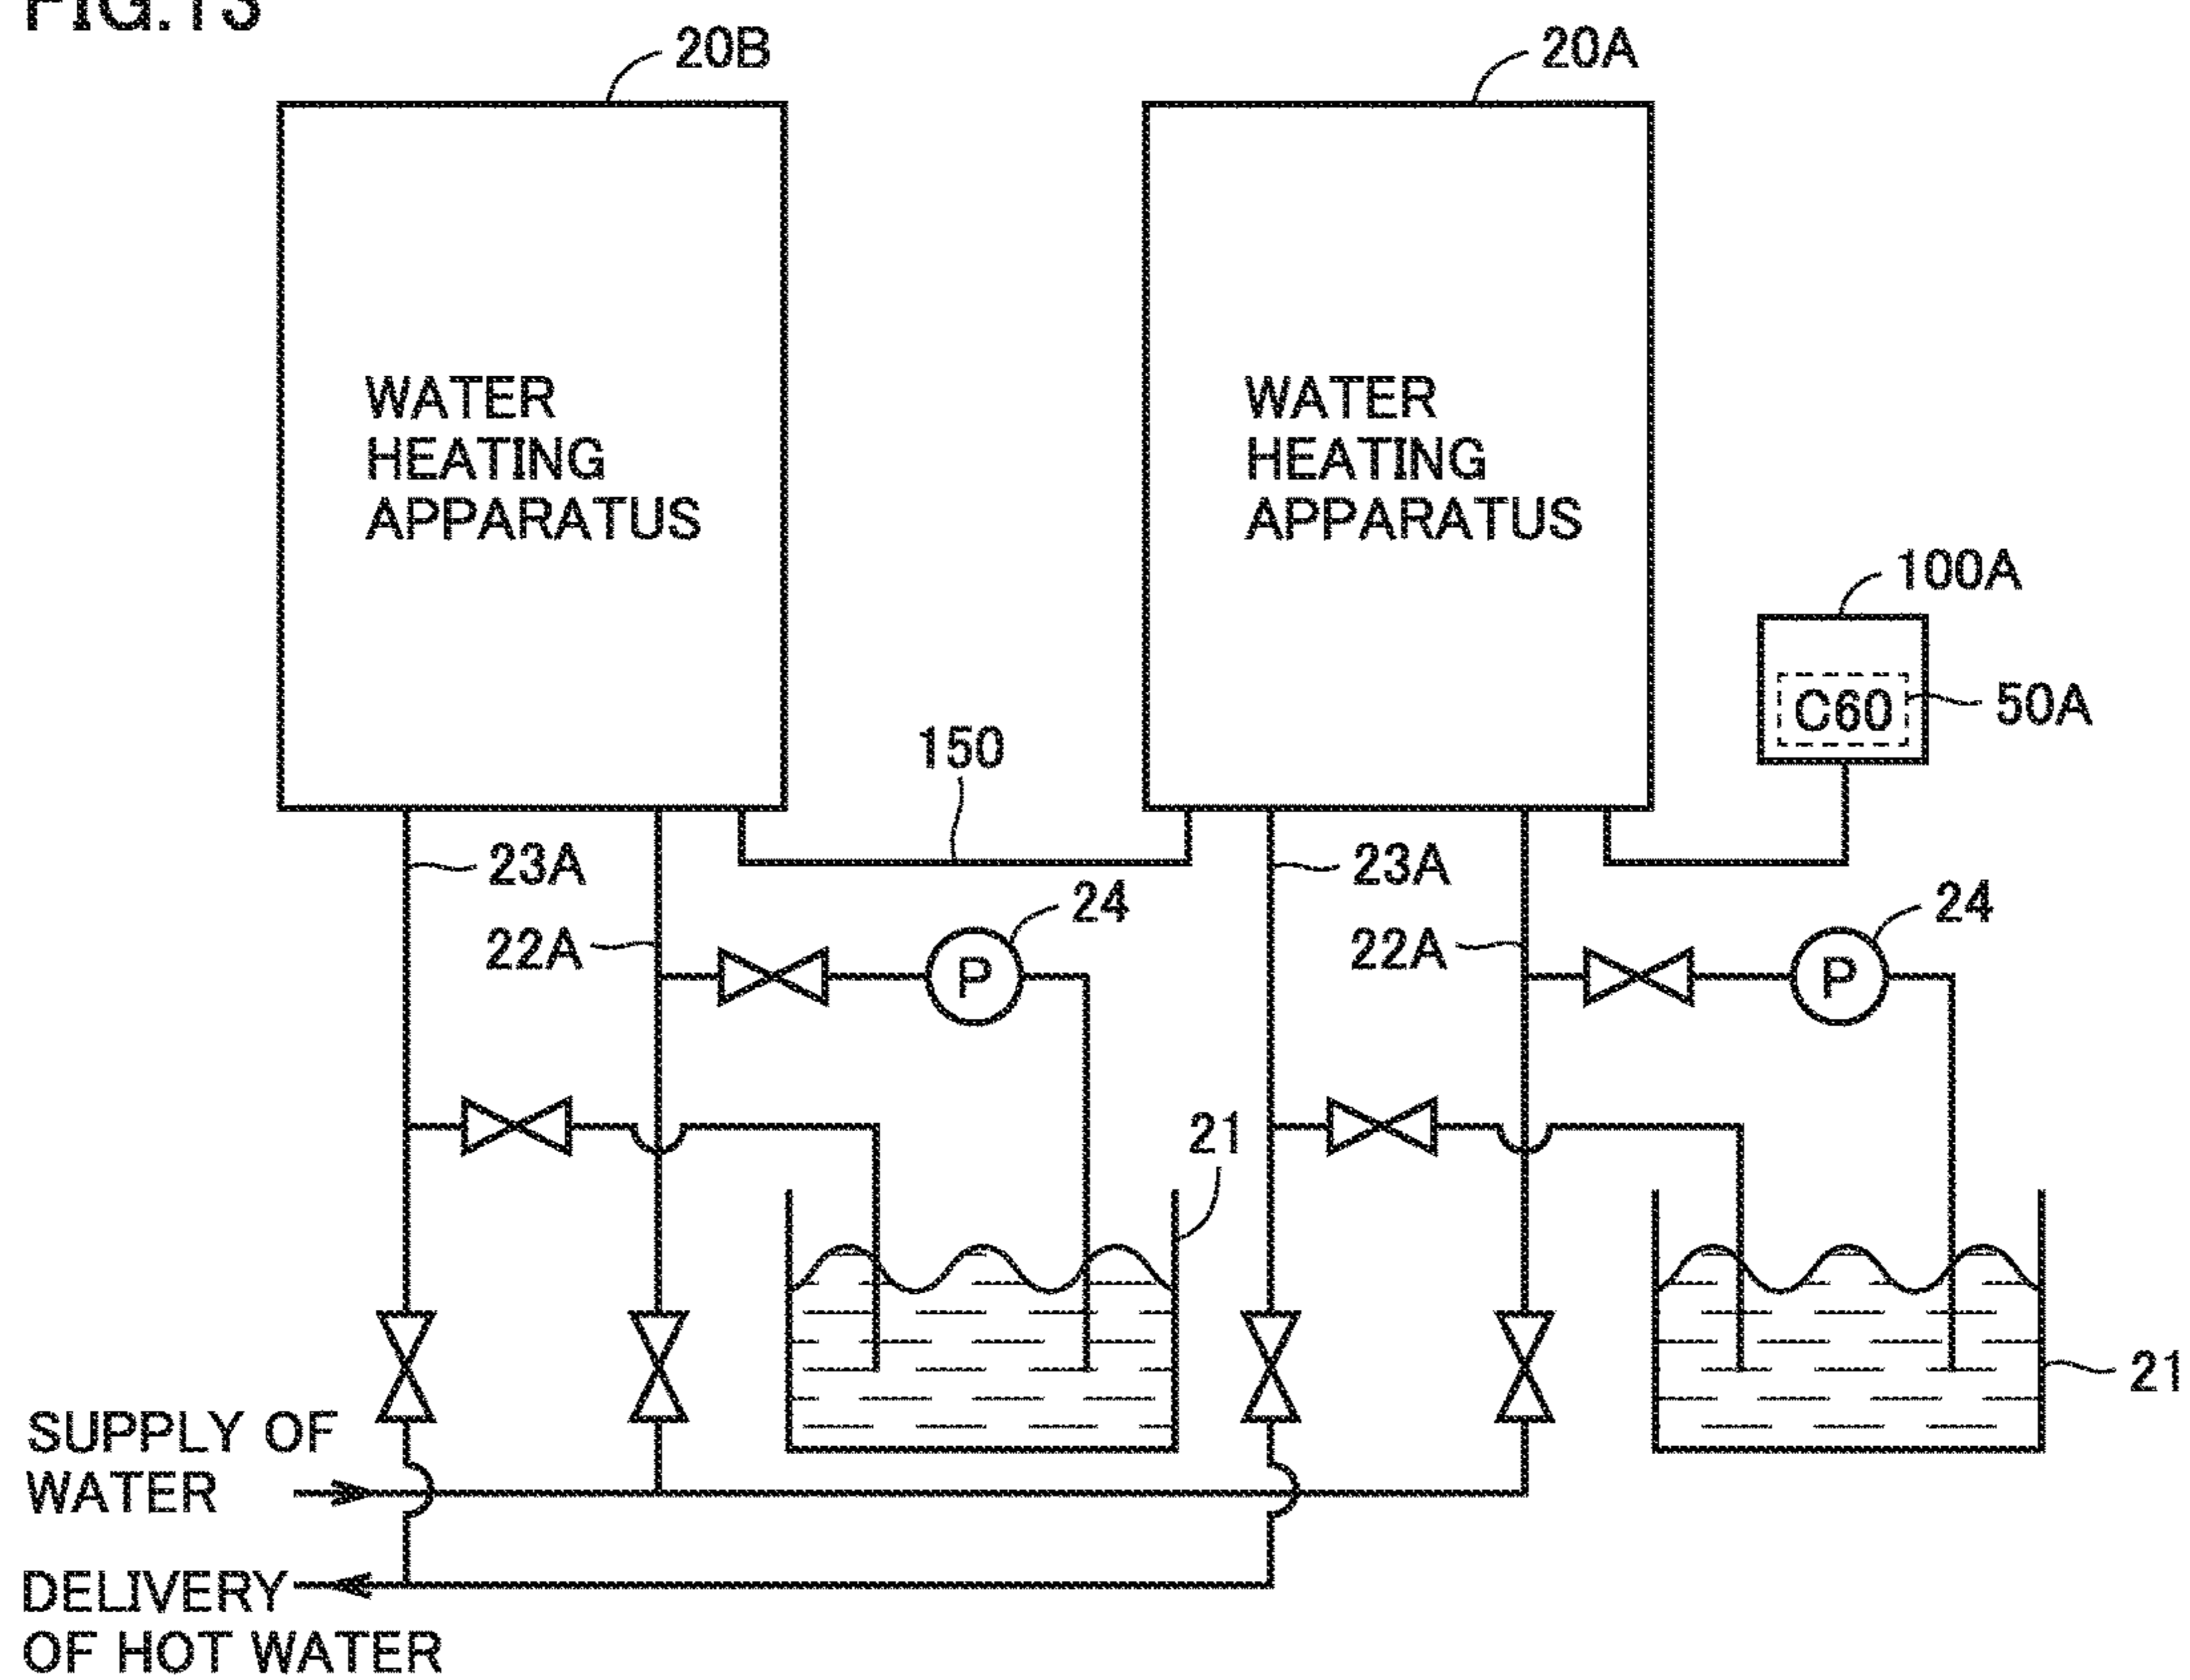 FIG.13
20B
20A
WATER
HEATING
APPARATUS
WATER
HEATING
APPARATUS
100A
C60
50A
150
23A
23A
24
24
22A
22A
P
P
21
21
SUPPLY OF
WATER
DELIVERY
OF HOT WATER